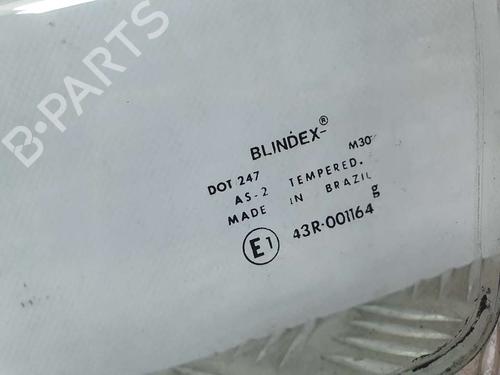 B-PARTS
BLINDEX-®
DOT 247 M30
AS-2 TEMPERED.
MADE IN BRAZIL
g
E1 43R-001164